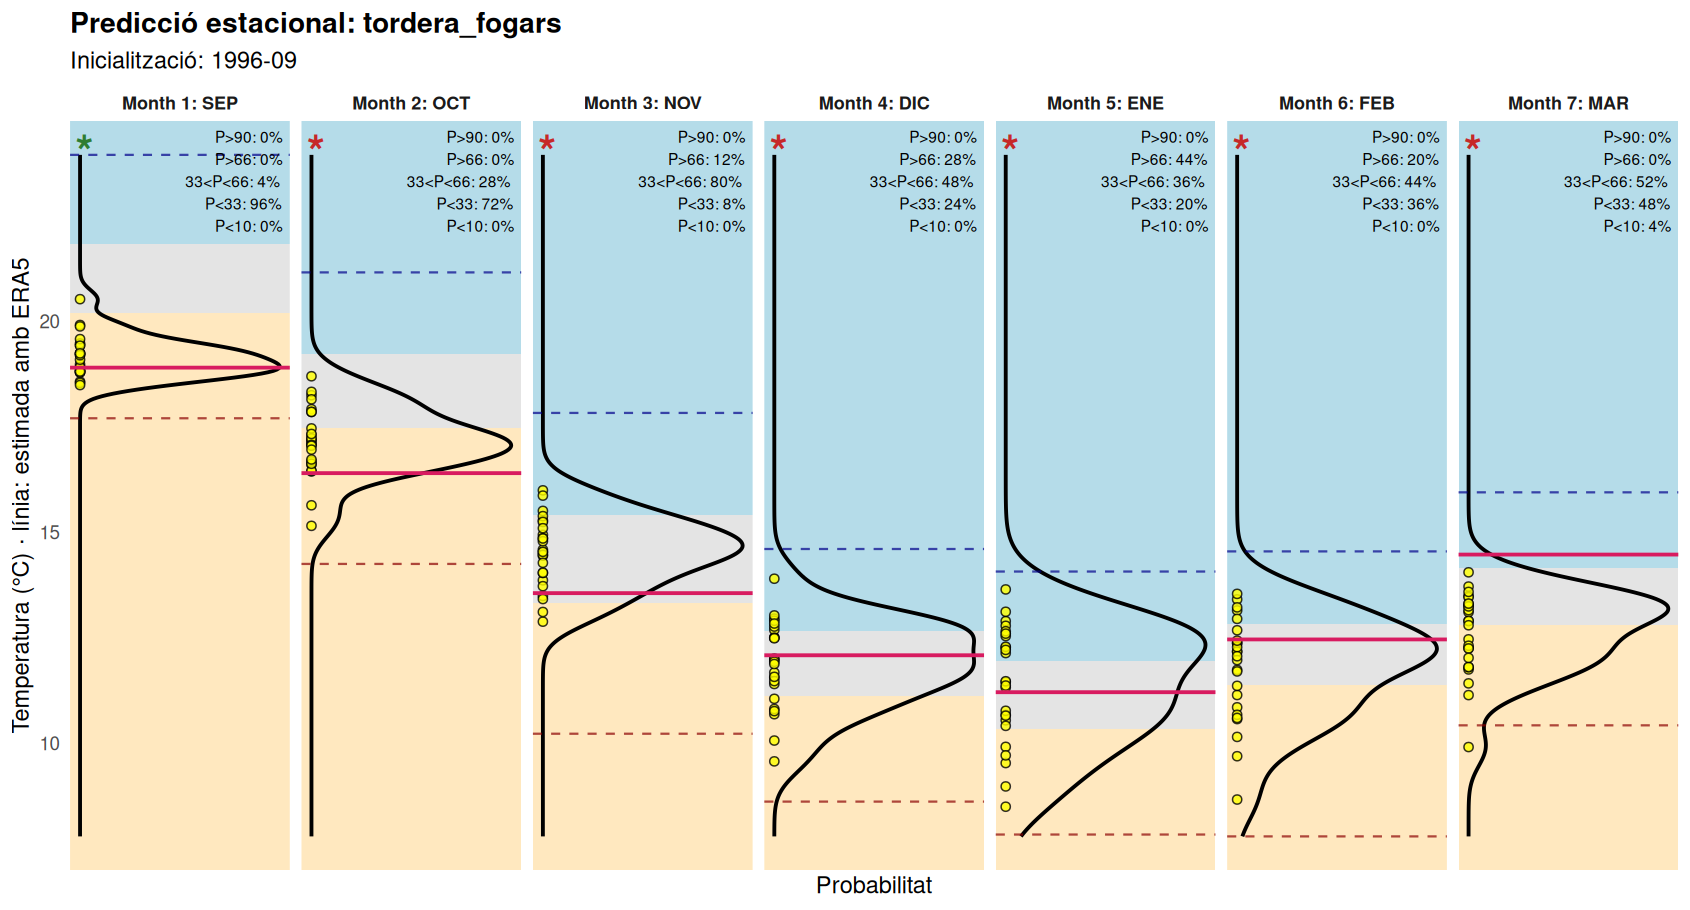 Predicció estacional: tordera_fogars
Inicialització: 1996-09
Month 1: SEP
Month 2: OCT
Month 3: NOV
Month 4: DIC
Month 5: ENE
Month 6: FEB
Month 7: MAR
*
P>90: 0%
P>66: 0%
33<P<66: 4%
P<33: 96%
P<10: 0%
*
P>90: 0%
P>66: 0%
33<P<66: 28%
P<33: 72%
P<10: 0%
*
P>90: 0%
P>66: 12%
33<P<66: 80%
P<33: 8%
P<10: 0%
*
P>90: 0%
P>66: 28%
33<P<66: 48%
P<33: 24%
P<10: 0%
*
P>90: 0%
P>66: 44%
33<P<66: 36%
P<33: 20%
P<10: 0%
*
P>90: 0%
P>66: 20%
33<P<66: 44%
P<33: 36%
P<10: 0%
*
P>90: 0%
P>66: 0%
33<P<66: 52%
P<33: 48%
P<10: 4%
Temperatura (°C) · línia: estimada amb ERA5
20
15
10
Probabilitat